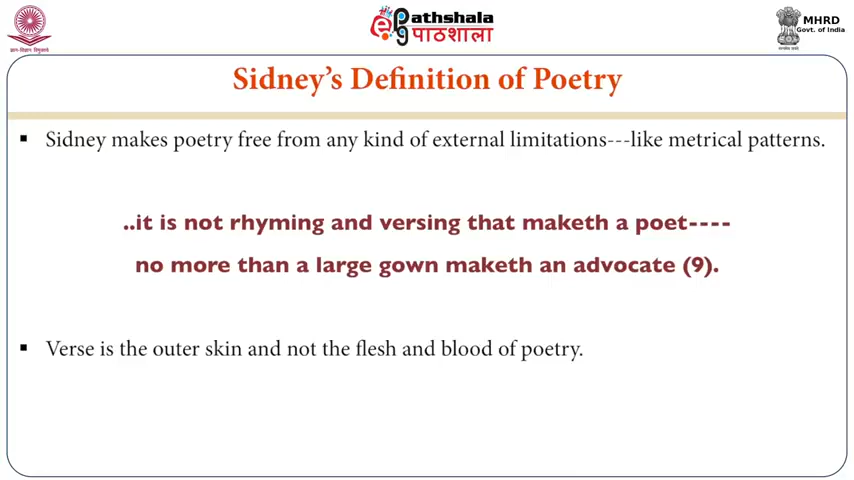 ePathshala
पाठशाला
MHRD
Govt. of India
Sidney's Definition of Poetry
▪ Sidney makes poetry free from any kind of external limitations---like metrical patterns.
..it is not rhyming and versing that maketh a poet----
no more than a large gown maketh an advocate (9).
▪ Verse is the outer skin and not the flesh and blood of poetry.